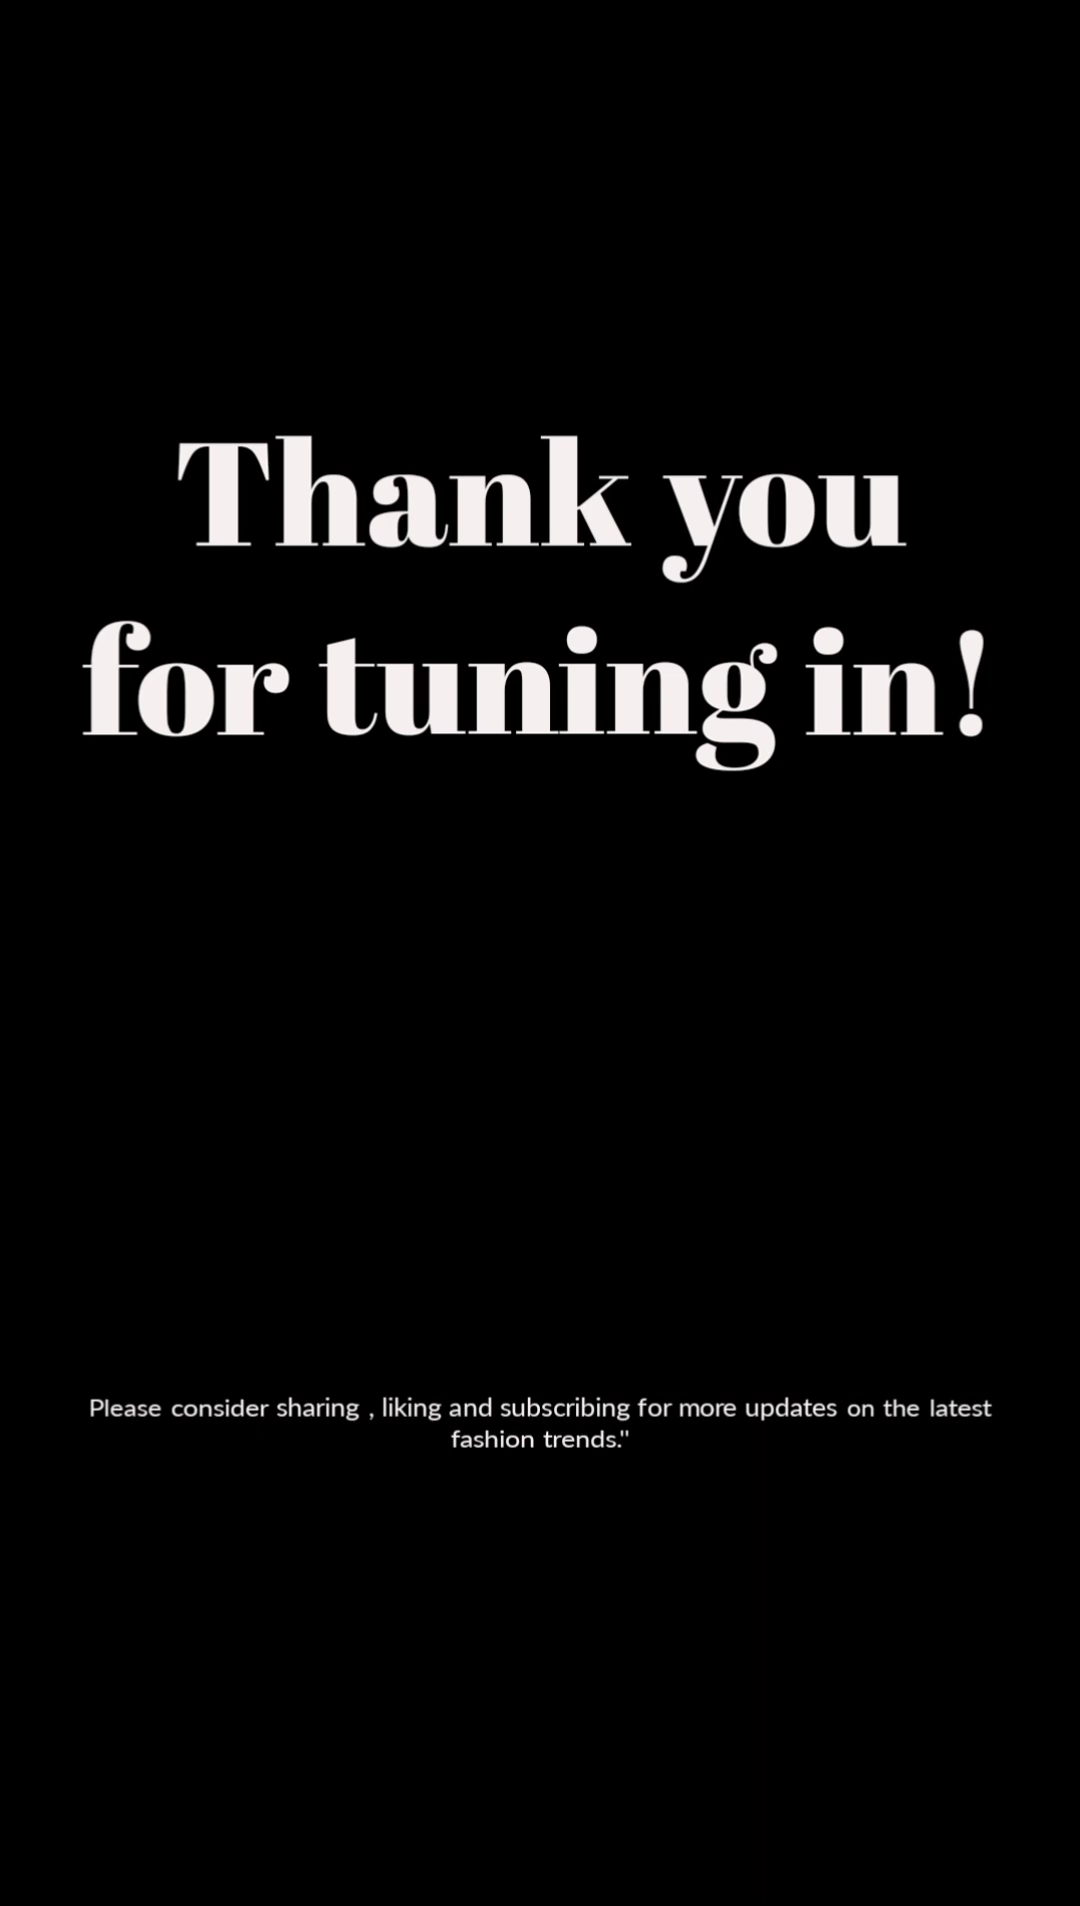 Thank you
for tuning in!
Please consider sharing , liking and subscribing for more updates on the latest
fashion trends."